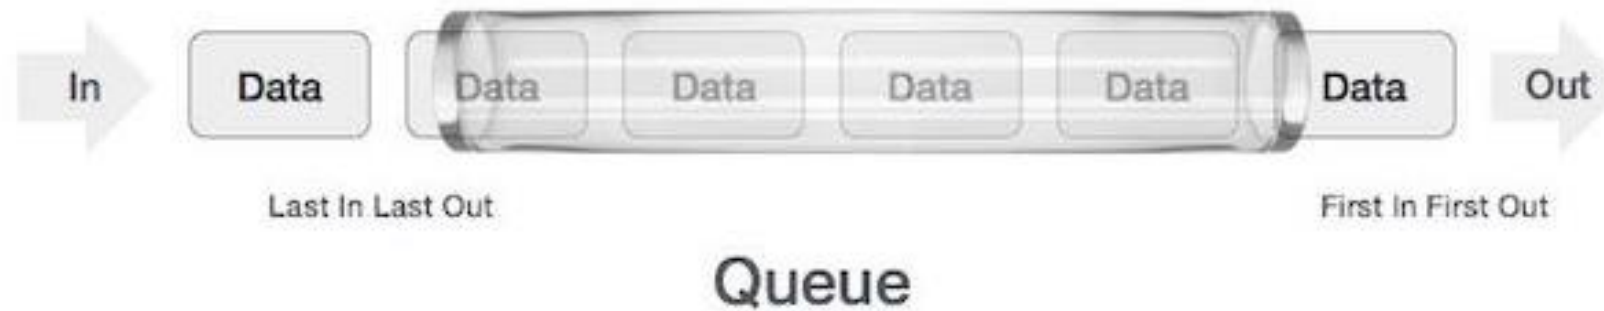 In Data Data Data Data Data Data Out
Last In Last Out First In First Out
Queue